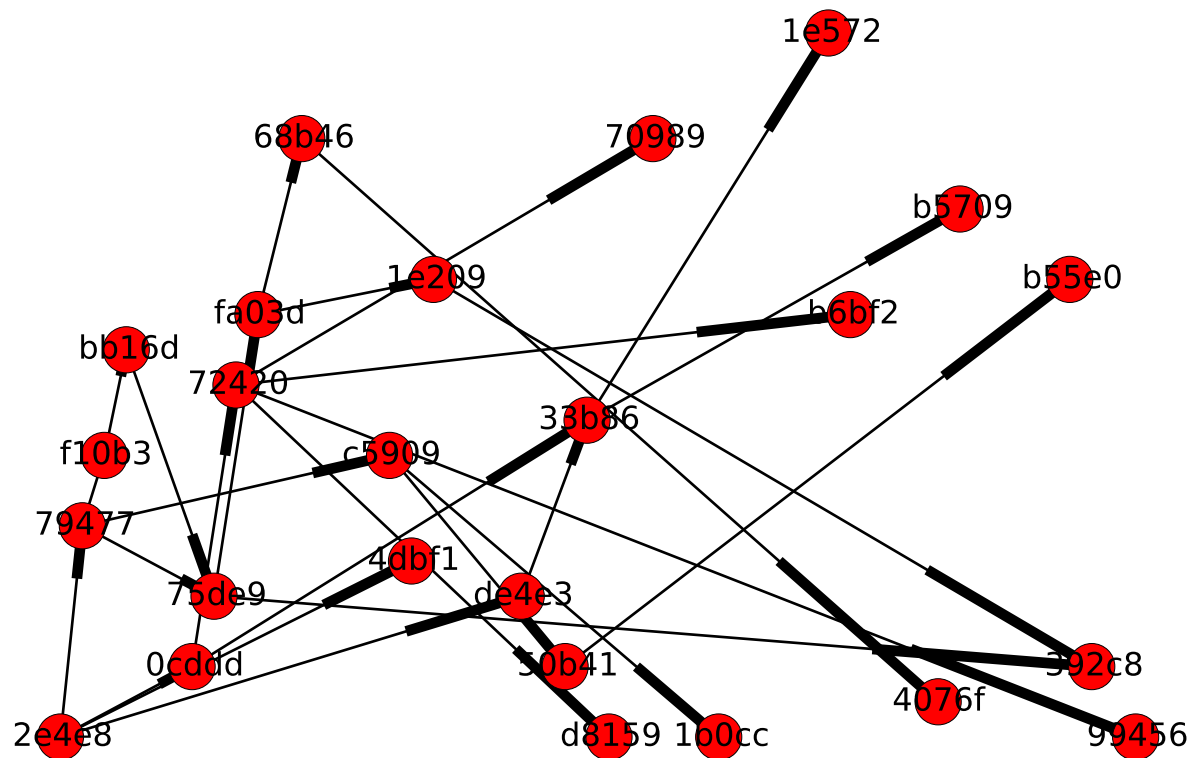 1e572
68b46
70989
b5709
1e209
b55e0
fa03d
b6bf2
bb16d
72420
33b86
f10b3
c5909
79477
4dbf1
75de9
de4e3
0cddd
50b41
392c8
4076f
2e4e8
d8159
1b0cc
99456